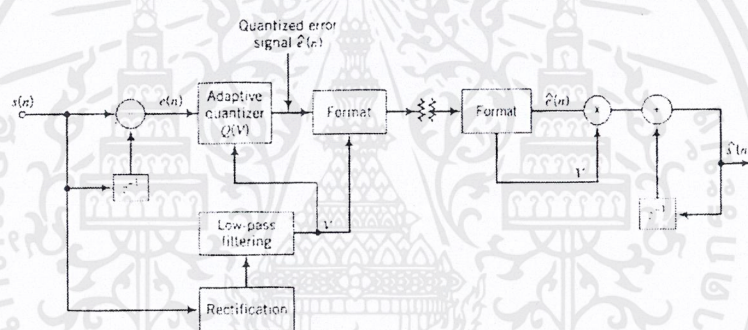 Quantized error
signal ê(n)
s(n)
e(n)
Adaptive
quantizer
Q(V)
Format
Format
ê(n)
×
+
ŝ(n
z⁻¹
V
z⁻¹
Low-pass
filtering
V
Rectification